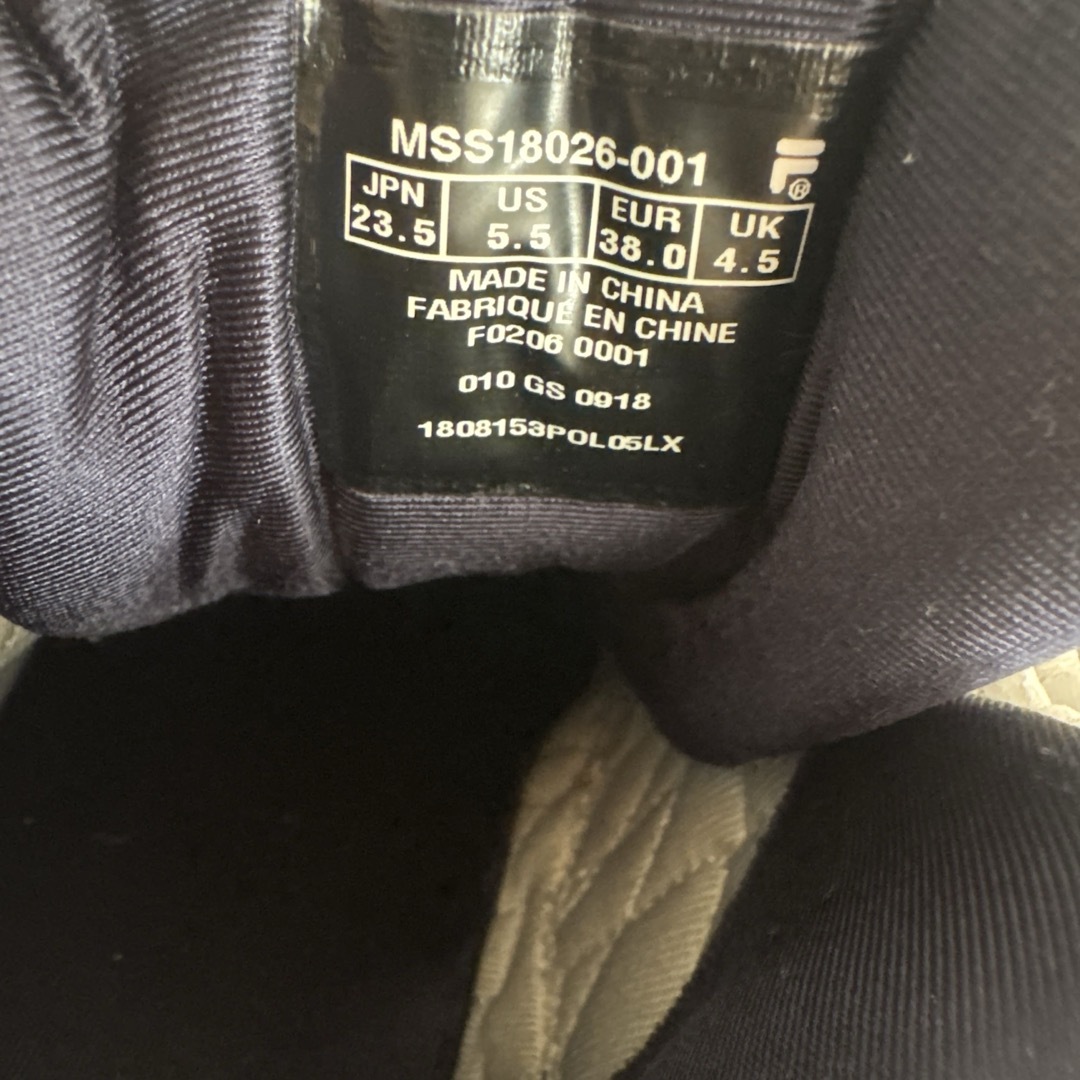 MSS18026-001
F®
JPN US EUR UK
23.5 5.5 38.0 4.5
MADE IN CHINA
FABRIQUE EN CHINE
F0206 0001
010 GS 0918
1808153POL05LX